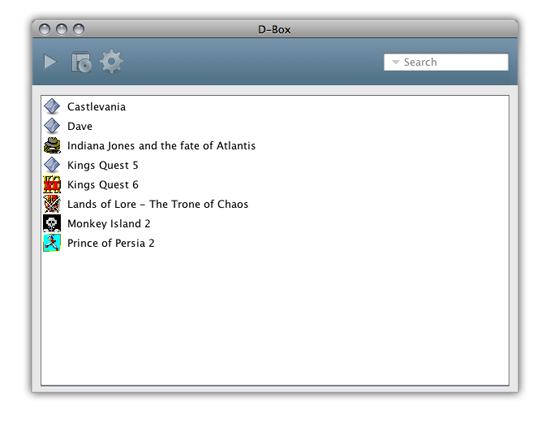 D-Box
Search
Castlevania
Dave
Indiana Jones and the fate of Atlantis
Kings Quest 5
Kings Quest 6
Lands of Lore - The Trone of Chaos
Monkey Island 2
Prince of Persia 2